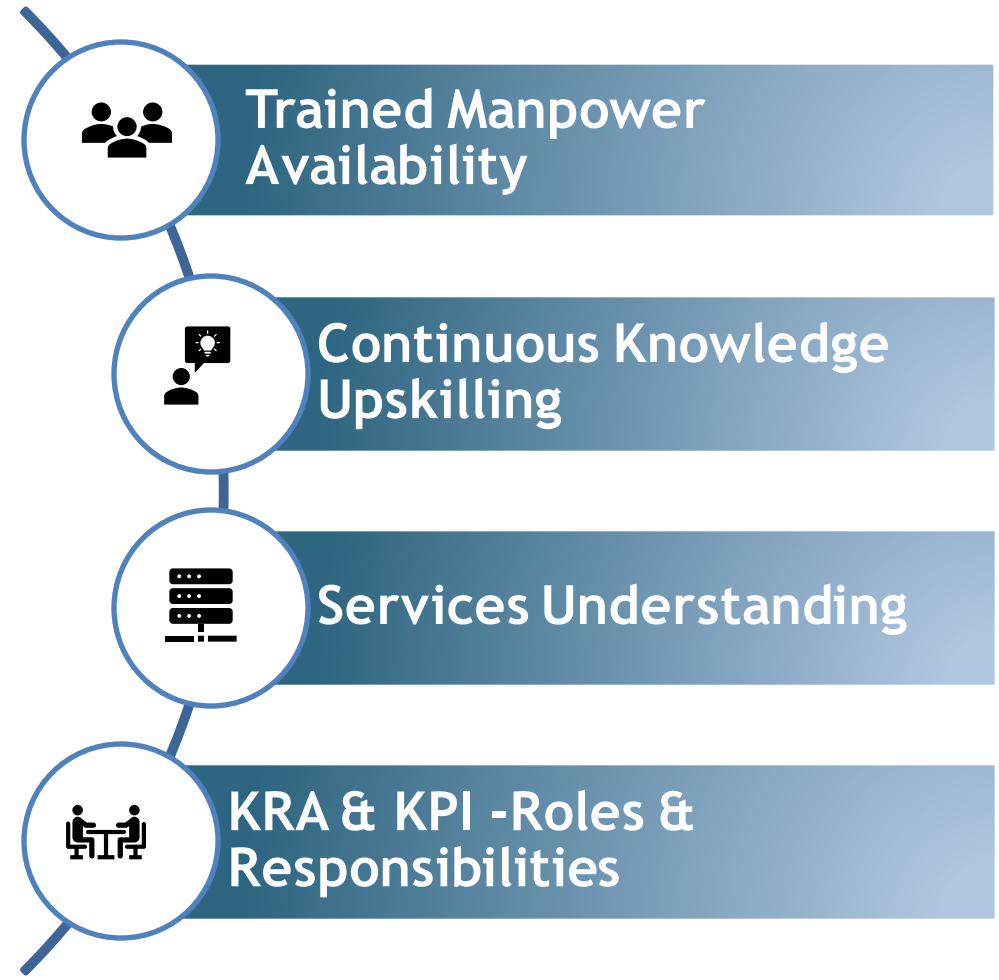 Trained Manpower
Availability
Continuous Knowledge
Upskilling
Services Understanding
KRA & KPI -Roles &
Responsibilities